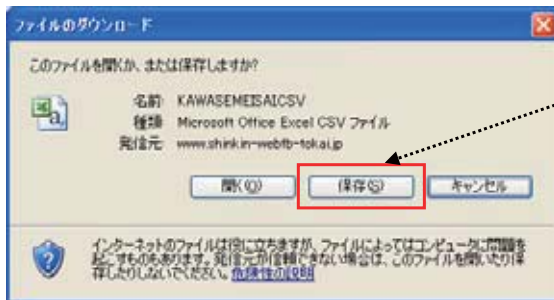 ファイルのダウンロード
このファイルを開くか、または保存しますか?
名前: KAWASEMEISAICSV
種類: Microsoft Office Excel CSV ファイル
発信元: www.shinkin-webfb-tokai.jp
開く(O)
保存(S)
キャンセル
インターネットのファイルは役に立ちますが、ファイルによってはコンピュータに問題を
起こすものもあります。発信元が信頼できない場合は、このファイルを開いたり保
存したりしないでください。危険性の説明